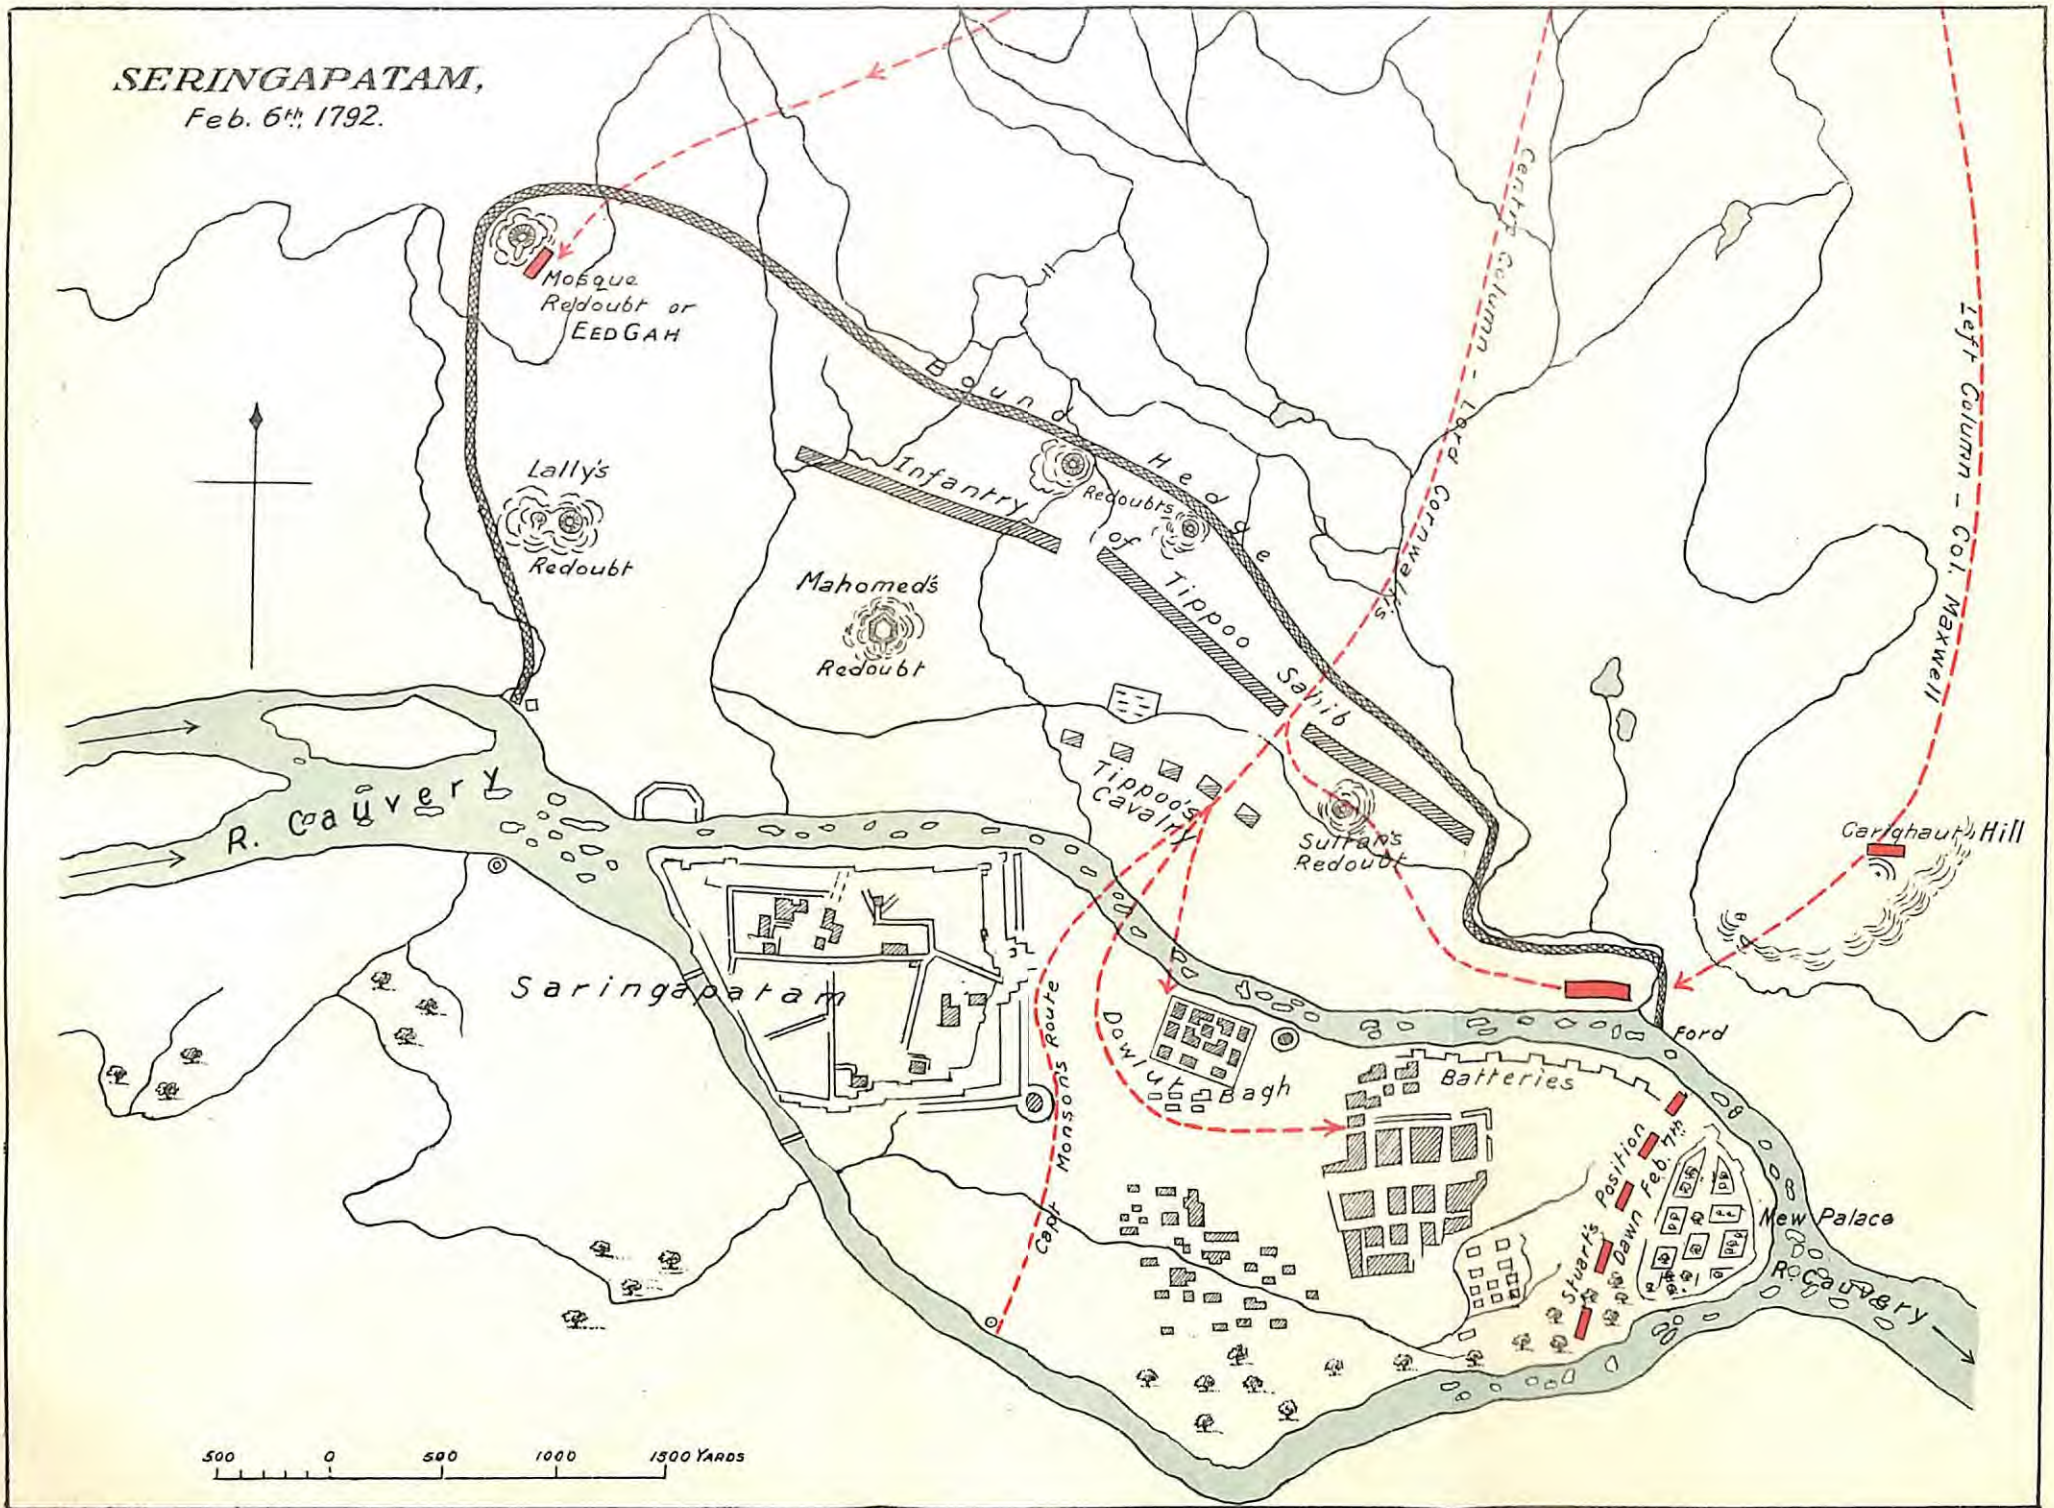 SERINGAPATAM,
Feb. 6th, 1792.
Mosque
Redoubt or
EEDGAH
Bound Hedge
Centre Column - Lord Cornwallis
Left Column - Col. Maxwell
Lally's
Redoubt
Infantry of Tippoo Sahib
Redoubts
Mahomed's
Redoubt
Tippoo's
Cavalry
Sultan's
Redoubt
Carighaut Hill
R. Cauvery
Saringapatam
Capt Monson's Route
Dowlut Bagh
Ford
Batteries
Stuart's Position
Dawn Feb. 7th
New Palace
R. Cauvery
500 0 500 1000 1500 YARDS